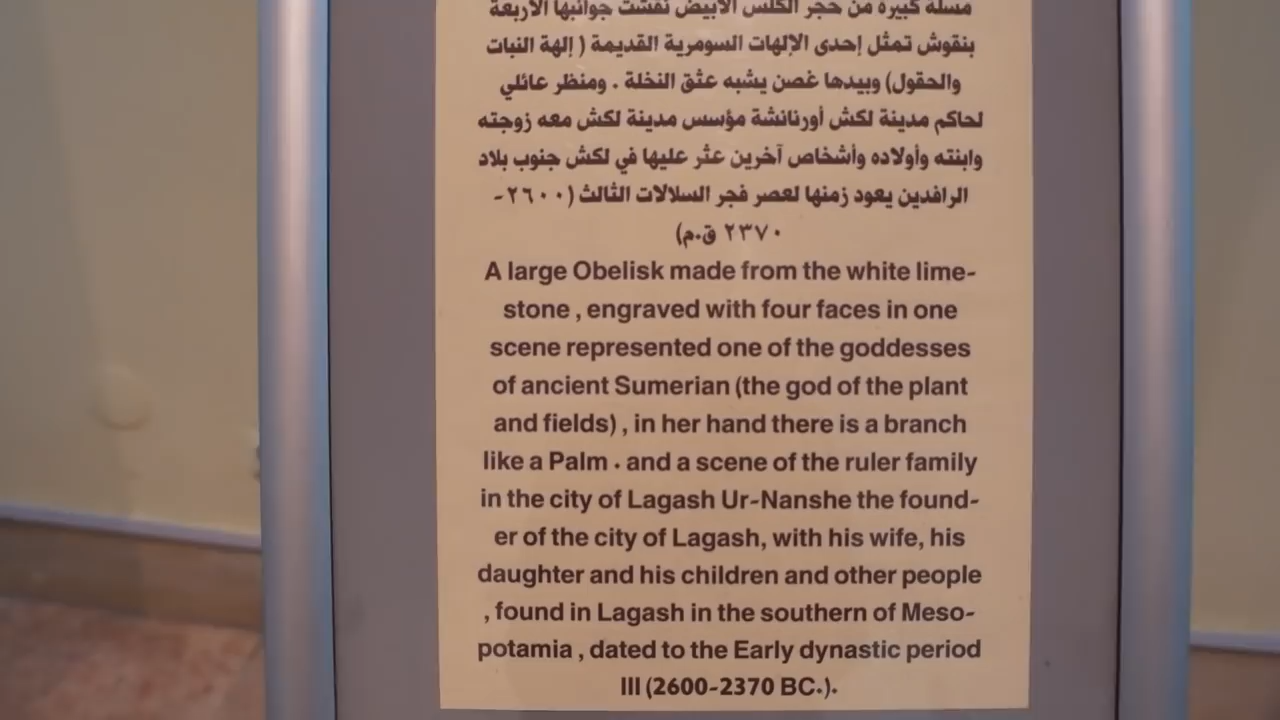 مسلة كبيرة من حجر الكلس الأبيض نقشت جوانبها الأربعة
بنقوش تمثل إحدى الإلهات السومرية القديمة ( إلهة النبات
والحقول) وبيدها غصن يشبه عثق النخلة . ومنظر عائلي
لحاكم مدينة لكش أورنانشة مؤسس مدينة لكش معه زوجته
وابنته وأولاده وأشخاص آخرين عثر عليها في لكش جنوب بلاد
الرافدين يعود زمنها لعصر فجر السلالات الثالث (٢٦٠٠-
٢٣٧٠ ق.م)
A large Obelisk made from the white lime-
stone , engraved with four faces in one
scene represented one of the goddesses
of ancient Sumerian (the god of the plant
and fields) , in her hand there is a branch
like a Palm . and a scene of the ruler family
in the city of Lagash Ur-Nanshe the found-
er of the city of Lagash, with his wife, his
daughter and his children and other people
, found in Lagash in the southern of Meso-
potamia , dated to the Early dynastic period
III (2600-2370 BC.).